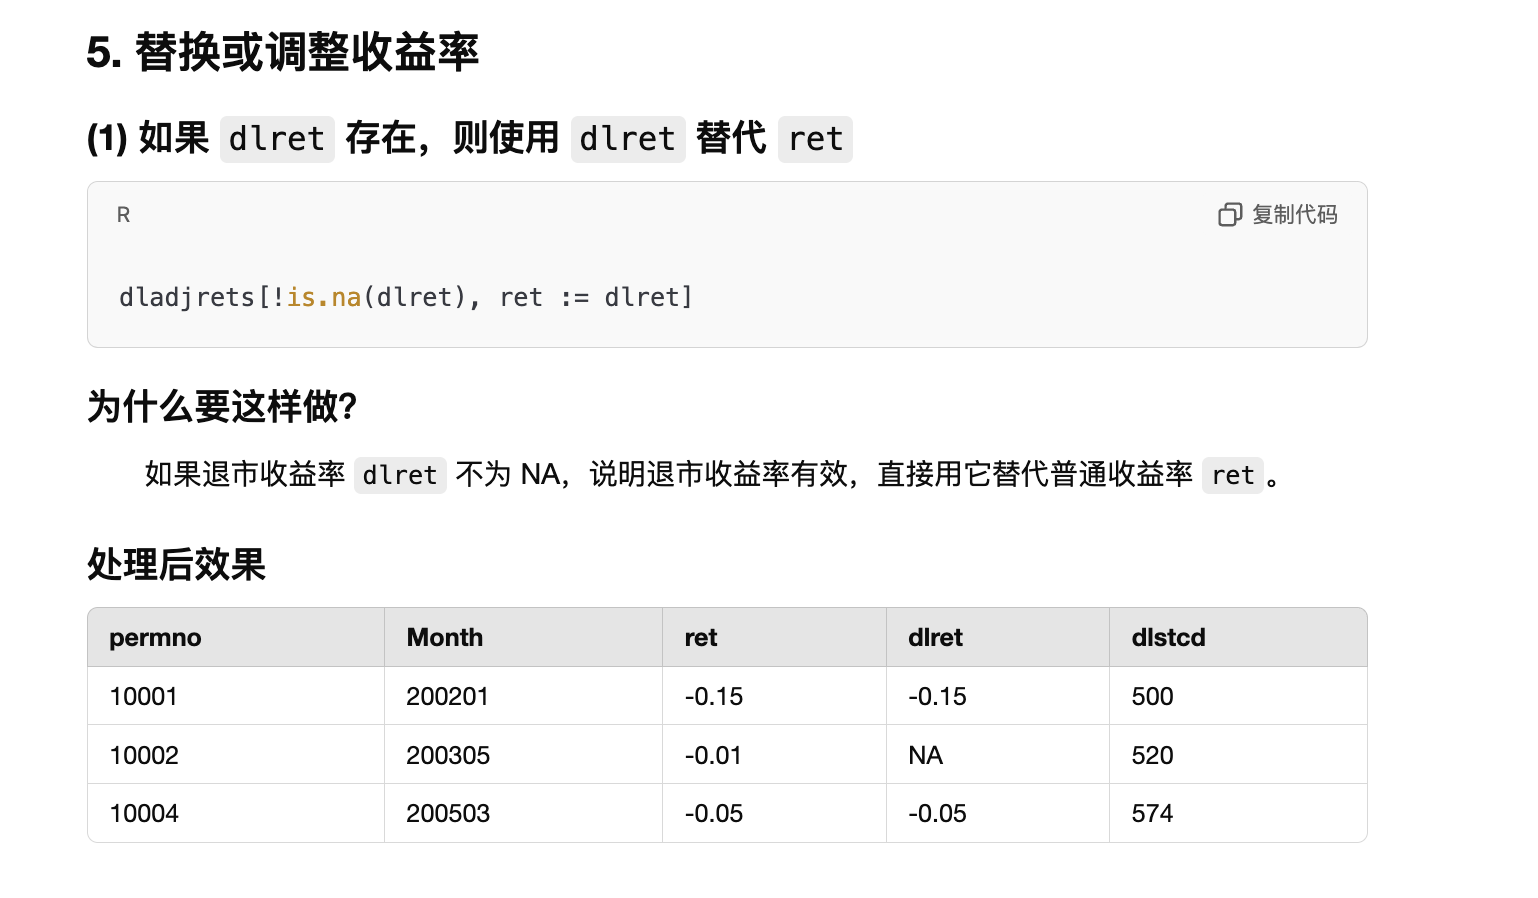 5. 替换或调整收益率
(1) 如果 dlret 存在，则使用 dlret 替代 ret
R 复制代码
dladjrets[!is.na(dlret), ret := dlret]
为什么要这样做？
如果退市收益率 dlret 不为 NA，说明退市收益率有效，直接用它替代普通收益率 ret 。
处理后效果
permno Month ret dlret dlstcd
10001 200201 -0.15 -0.15 500
10002 200305 -0.01 NA 520
10004 200503 -0.05 -0.05 574